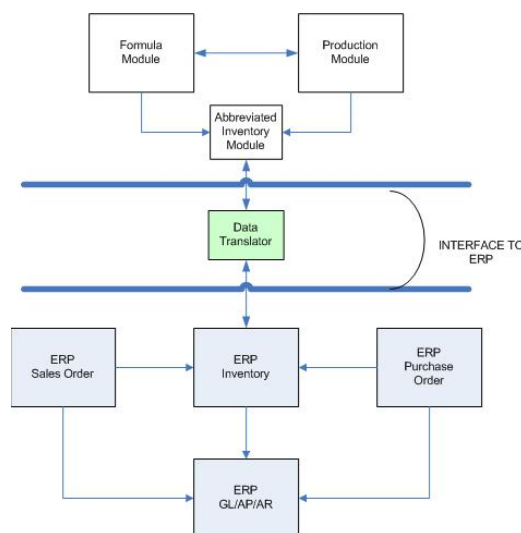 Formula
Module
Production
Module
Abbreviated
Inventory
Module
Data
Translator
INTERFACE TO
ERP
ERP
Sales Order
ERP
Inventory
ERP
Purchase
Order
ERP
GL/AP/AR